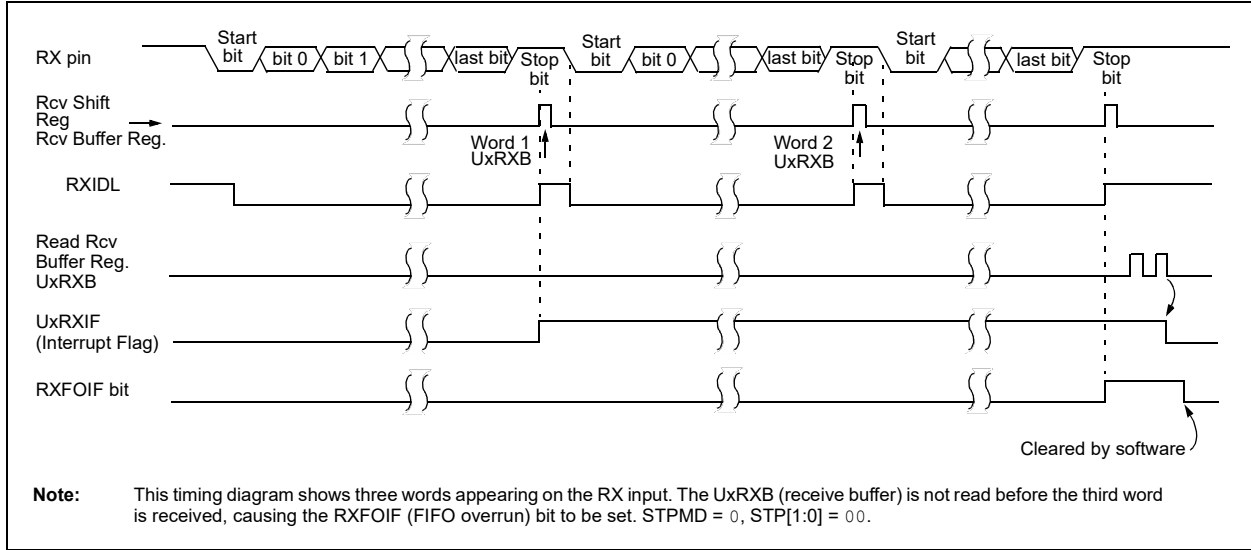 RX pin
Start
bit
bit 0
bit 1
last bit
Stop
bit
Start
bit
bit 0
last bit
Stop
bit
Start
bit
last bit
Stop
bit
Rcv Shift
Reg
Rcv Buffer Reg.
Word 1
UxRXB
Word 2
UxRXB
RXIDL
Read Rcv
Buffer Reg.
UxRXB
UxRXIF
(Interrupt Flag)
RXFOIF bit
Cleared by software
Note: This timing diagram shows three words appearing on the RX input. The UxRXB (receive buffer) is not read before the third word
is received, causing the RXFOIF (FIFO overrun) bit to be set. STPMD = 0, STP[1:0] = 00.